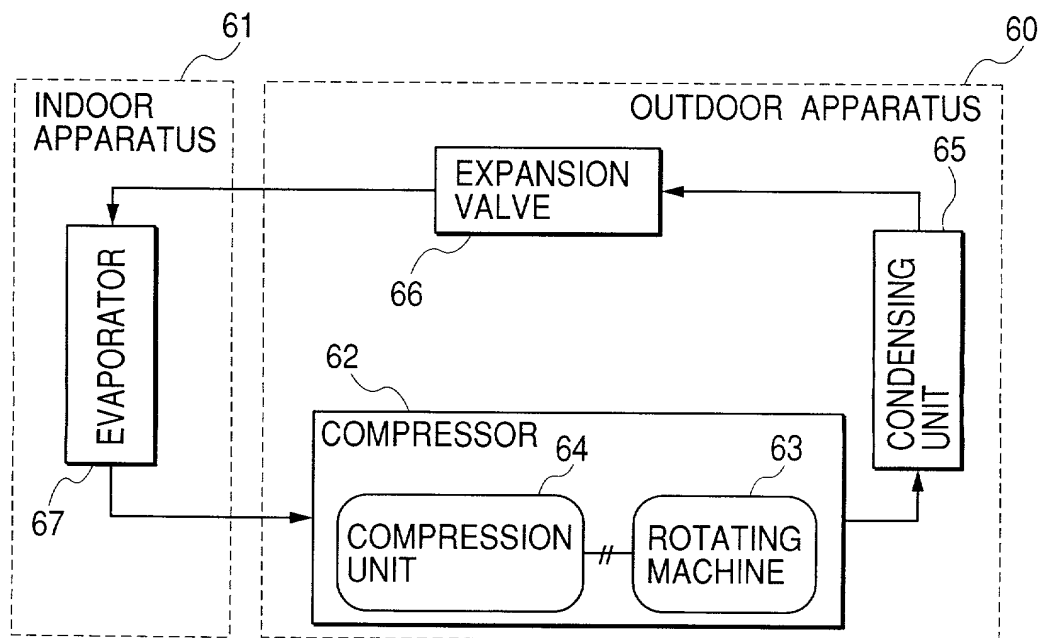 61
60
INDOOR
APPARATUS
OUTDOOR APPARATUS
65
EXPANSION
VALVE
66
EVAPORATOR
67
CONDENSING
UNIT
62
COMPRESSOR
64
63
COMPRESSION
UNIT
ROTATING
MACHINE